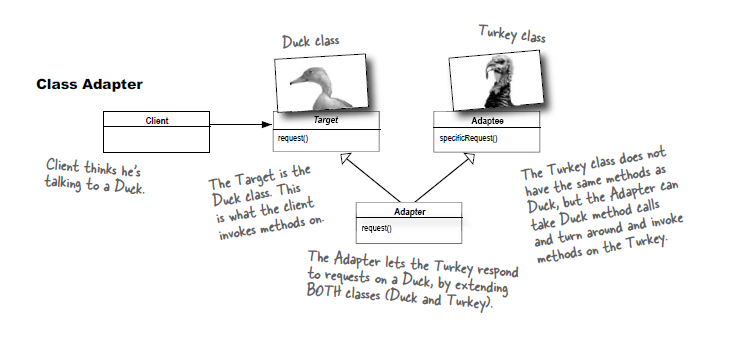 Duck class
Turkey class
Class Adapter
Client
Target
request()
Adaptee
specificRequest()
Client thinks he's
talking to a Duck.
The Target is the
Duck class. This
is what the client
invokes methods on.
Adapter
request()
The Turkey class does not
have the same methods as
Duck, but the Adapter can
take Duck method calls
and turn around and invoke
methods on the Turkey.
The Adapter lets the Turkey respond
to requests on a Duck, by extending
BOTH classes (Duck and Turkey).